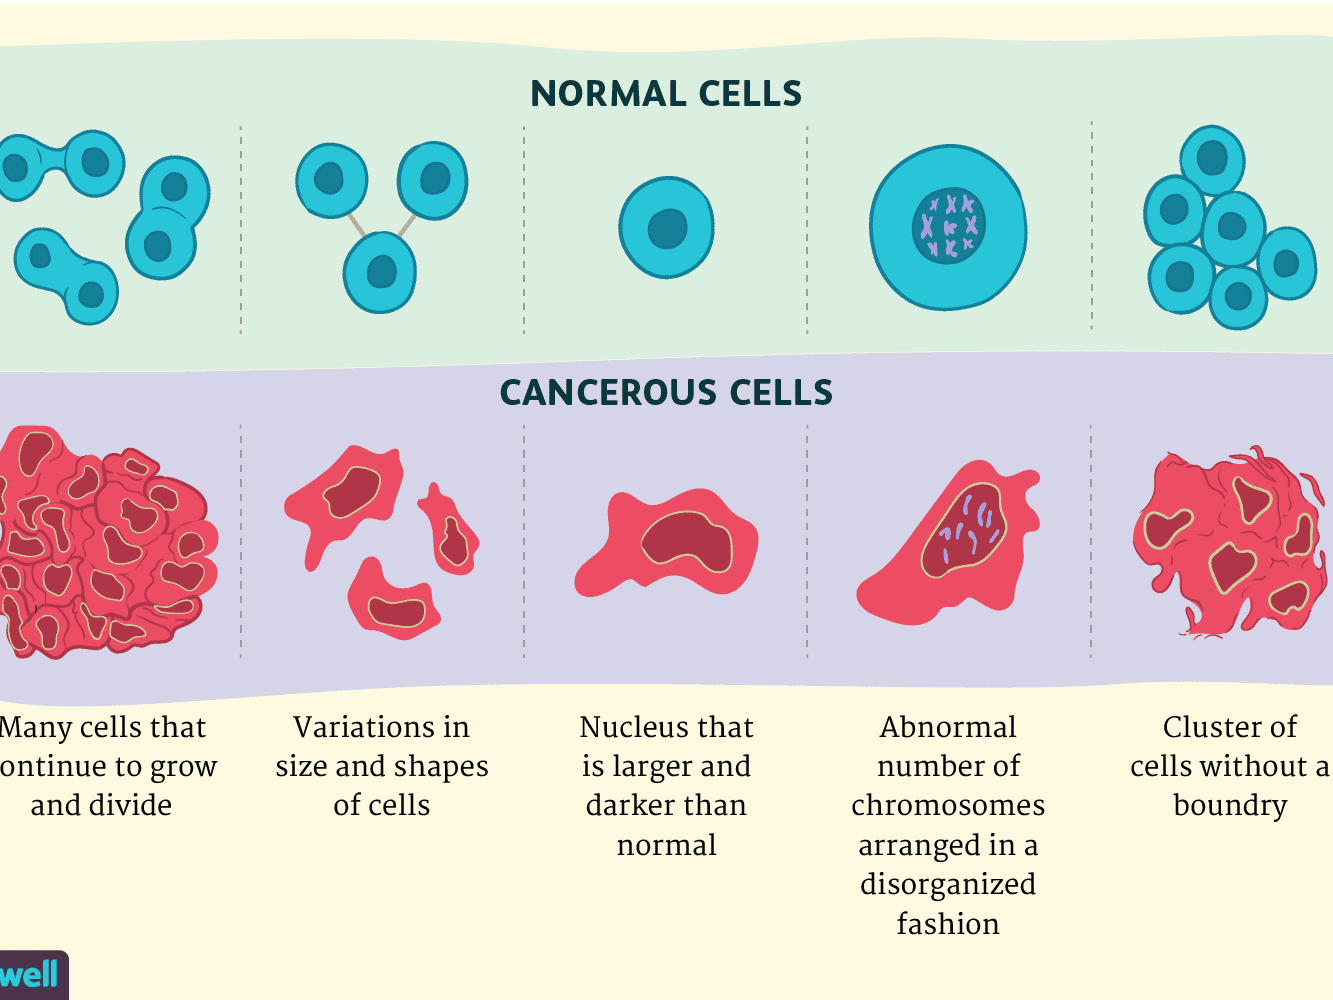 NORMAL CELLS
CANCEROUS CELLS
Many cells that
ontinue to grow
and divide
Variations in
size and shapes
of cells
Nucleus that
is larger and
darker than
normal
Abnormal
number of
chromosomes
arranged in a
disorganized
fashion
Cluster of
cells without a
boundry
well